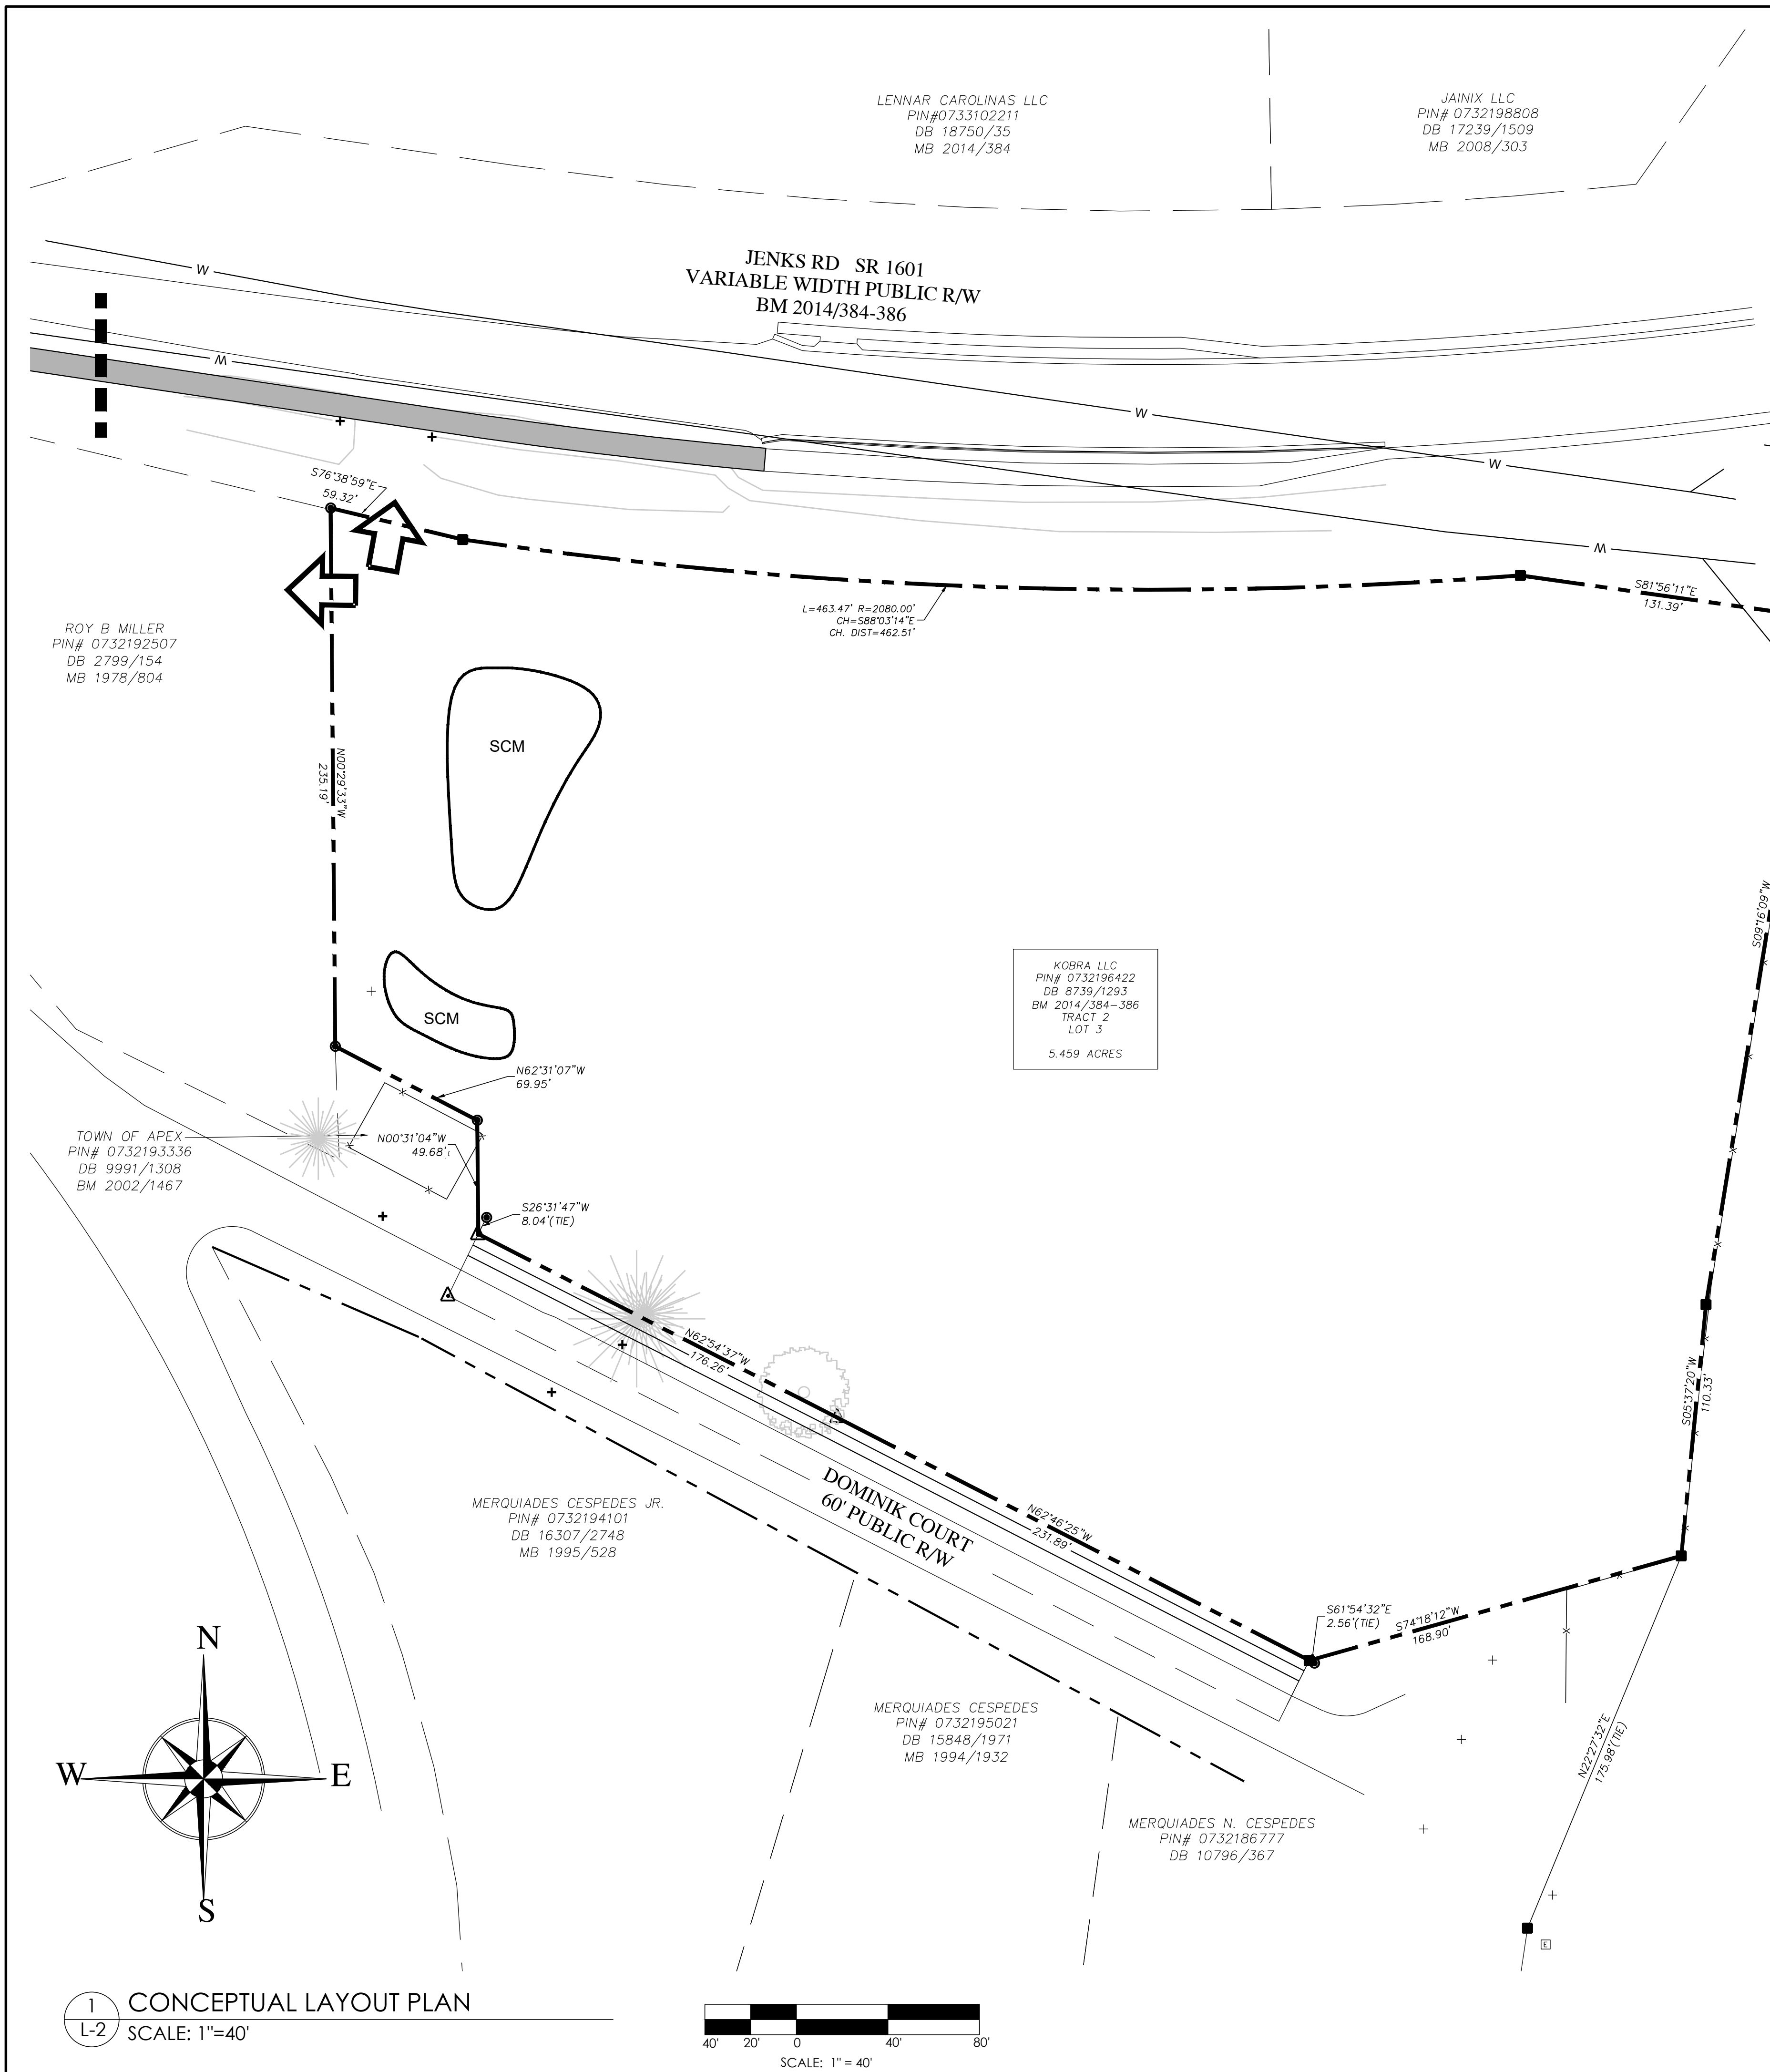 LENNAR CAROLINAS LLC
PIN#0733102211
DB 18750/35
MB 2014/384
JAINIX LLC
PIN# 0732198808
DB 17239/1509
MB 2008/303
JENKS RD SR 1601
VARIABLE WIDTH PUBLIC R/W
BM 2014/384-386
W
W
W
W
W
S76°38'59"E
59.32'
L=463.47' R=2080.00'
CH=S88°03'14"E
CH. DIST=462.51'
S81°56'11"E
131.39'
ROY B MILLER
PIN# 0732192507
DB 2799/154
MB 1978/804
SCM
N00°29'33"W
235.19'
S09°16'09"W
KOBRA LLC
PIN# 0732196422
DB 8739/1293
BM 2014/384-386
TRACT 2
LOT 3
5.459 ACRES
SCM
N62°31'07"W
69.95'
TOWN OF APEX
PIN# 0732193336
DB 9991/1308
BM 2002/1467
N00°31'04"W
49.68'
S26°31'47"W
8.04'(TIE)
N62°54'37"W
176.26'
S05°37'20"W
110.33'
MERQUIADES CESPEDES JR.
PIN# 0732194101
DB 16307/2748
MB 1995/528
DOMINIK COURT
60' PUBLIC R/W
N62°46'25"W
231.89'
S61°54'32"E
2.56'(TIE)
S74°18'12"W
168.90'
MERQUIADES CESPEDES
PIN# 0732195021
DB 15848/1971
MB 1994/1932
N22°27'32"E
175.98'(TIE)
MERQUIADES N. CESPEDES
PIN# 0732186777
DB 10796/367
E
N
W
E
S
1
L-2
CONCEPTUAL LAYOUT PLAN
SCALE: 1"=40'
40' 20' 0 40' 80'
SCALE: 1" = 40'